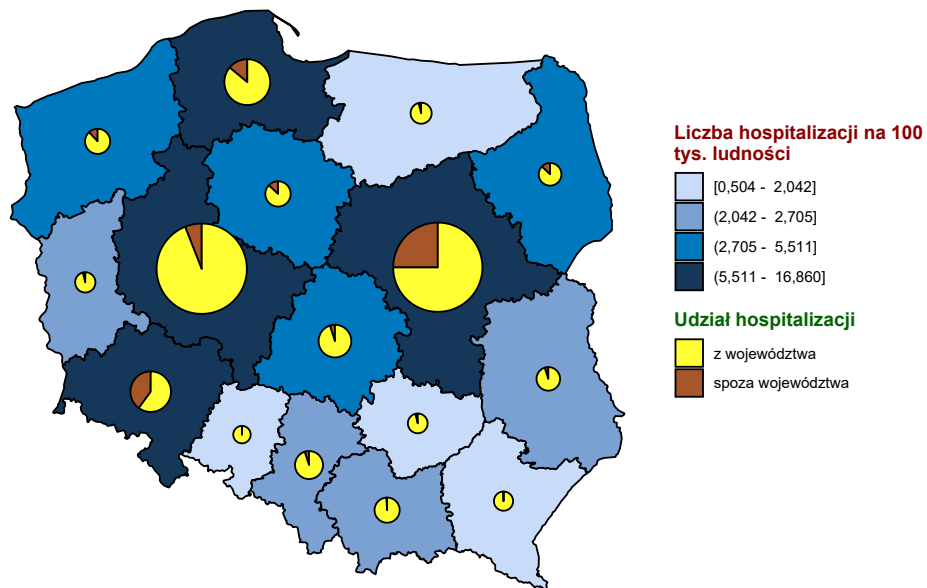 Liczba hospitalizacji na 100
tys. ludności
[0,504 - 2,042]
(2,042 - 2,705]
(2,705 - 5,511]
(5,511 - 16,860]
Udział hospitalizacji
z województwa
spoza województwa